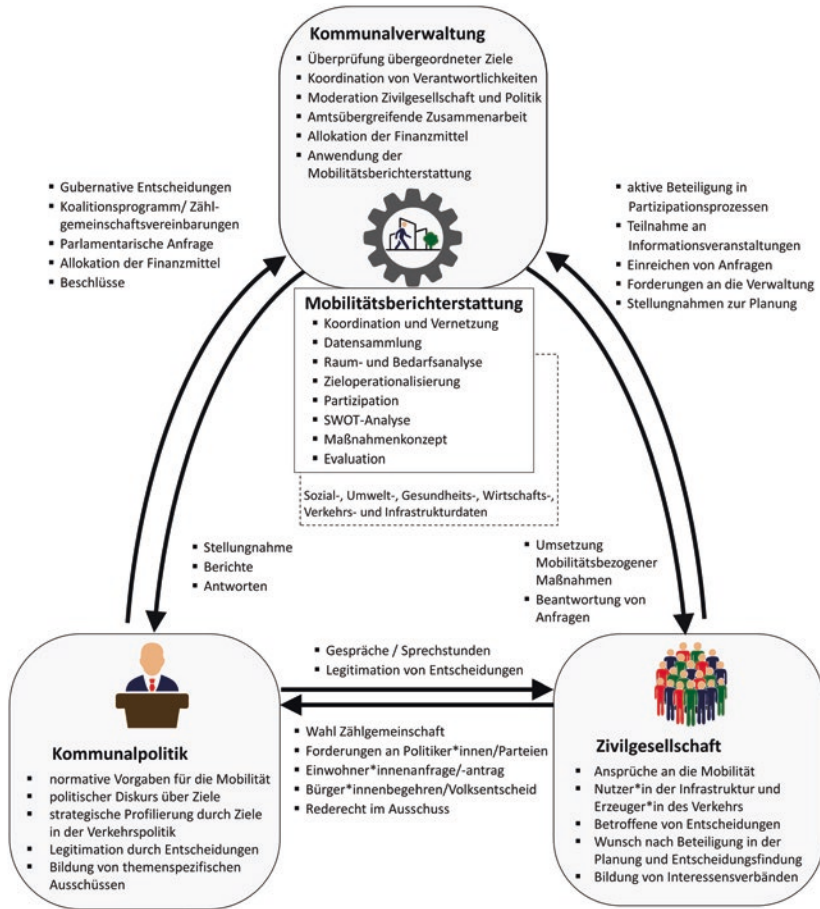 Kommunalverwaltung
▪ Überprüfung übergeordneter Ziele
▪ Koordination von Verantwortlichkeiten
▪ Moderation Zivilgesellschaft und Politik
▪ Amtsübergreifende Zusammenarbeit
▪ Allokation der Finanzmittel
▪ Anwendung der
Mobilitätsberichterstattung
▪ Gubernative Entscheidungen
▪ Koalitionsprogramm/ Zähl-
gemeinschaftsvereinbarungen
▪ Parlamentarische Anfrage
▪ Allokation der Finanzmittel
▪ Beschlüsse
▪ aktive Beteiligung in
Partizipationsprozessen
▪ Teilnahme an
Informationsveranstaltungen
▪ Einreichen von Anfragen
▪ Forderungen an die Verwaltung
▪ Stellungnahmen zur Planung
Mobilitätsberichterstattung
▪ Koordination und Vernetzung
▪ Datensammlung
▪ Raum- und Bedarfsanalyse
▪ Zieloperationalisierung
▪ Partizipation
▪ SWOT-Analyse
▪ Maßnahmenkonzept
▪ Evaluation
Sozial-, Umwelt-, Gesundheits-, Wirtschafts-,
Verkehrs- und Infrastrukturdaten
▪ Stellungnahme
▪ Berichte
▪ Antworten
▪ Umsetzung
Mobilitätsbezogener
Maßnahmen
▪ Beantwortung von
Anfragen
▪ Gespräche / Sprechstunden
▪ Legitimation von Entscheidungen
▪ Wahl Zählgemeinschaft
▪ Forderungen an Politiker*innen/Parteien
▪ Einwohner*innenanfrage/-antrag
▪ Bürger*innenbegehren/Volksentscheid
▪ Rederecht im Ausschuss
Kommunalpolitik
▪ normative Vorgaben für die Mobilität
▪ politischer Diskurs über Ziele
▪ strategische Profilierung durch Ziele
in der Verkehrspolitik
▪ Legitimation durch Entscheidungen
▪ Bildung von themenspezifischen
Ausschüssen
Zivilgesellschaft
▪ Ansprüche an die Mobilität
▪ Nutzer*in der Infrastruktur und
Erzeuger*in des Verkehrs
▪ Betroffene von Entscheidungen
▪ Wunsch nach Beteiligung in der
Planung und Entscheidungsfindung
▪ Bildung von Interessensverbänden